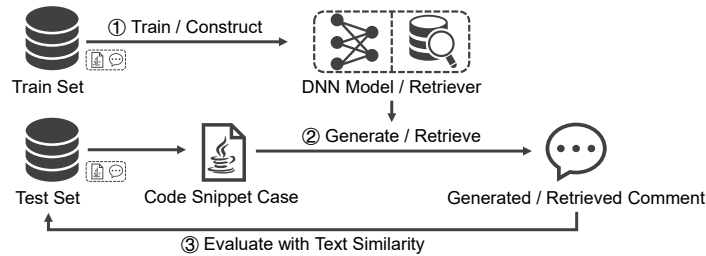 ① Train / Construct
Train Set
DNN Model / Retriever
② Generate / Retrieve
Test Set
Code Snippet Case
Generated / Retrieved Comment
③ Evaluate with Text Similarity